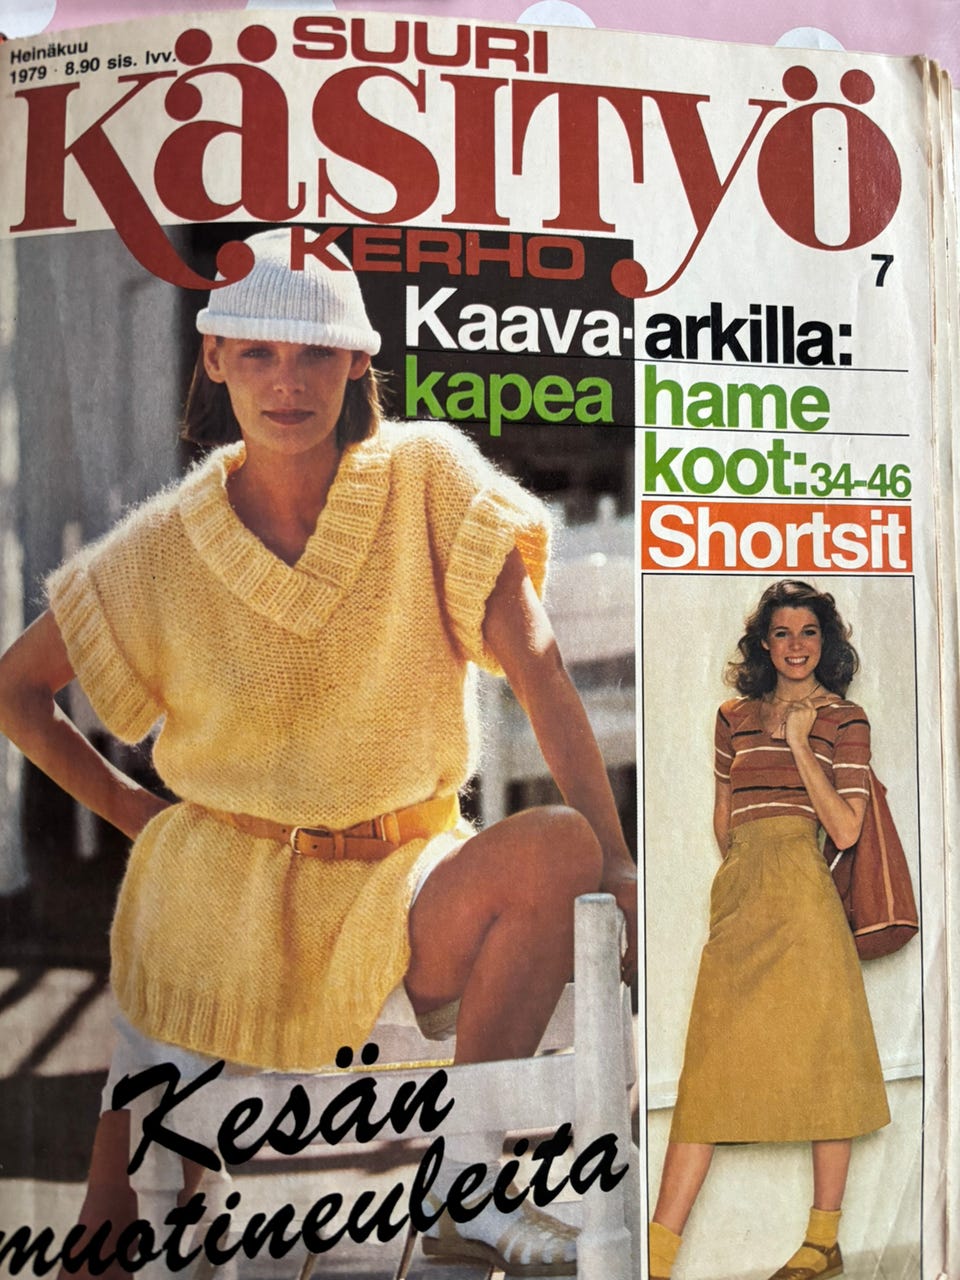 Heinäkuu
1979 · 8.90 sis. lvv.
SUURI
Käsityö
KERHO
7
Kaava-arkilla:
kapea hame
koot: 34-46
Shortsit
Kesän
muotineuleita